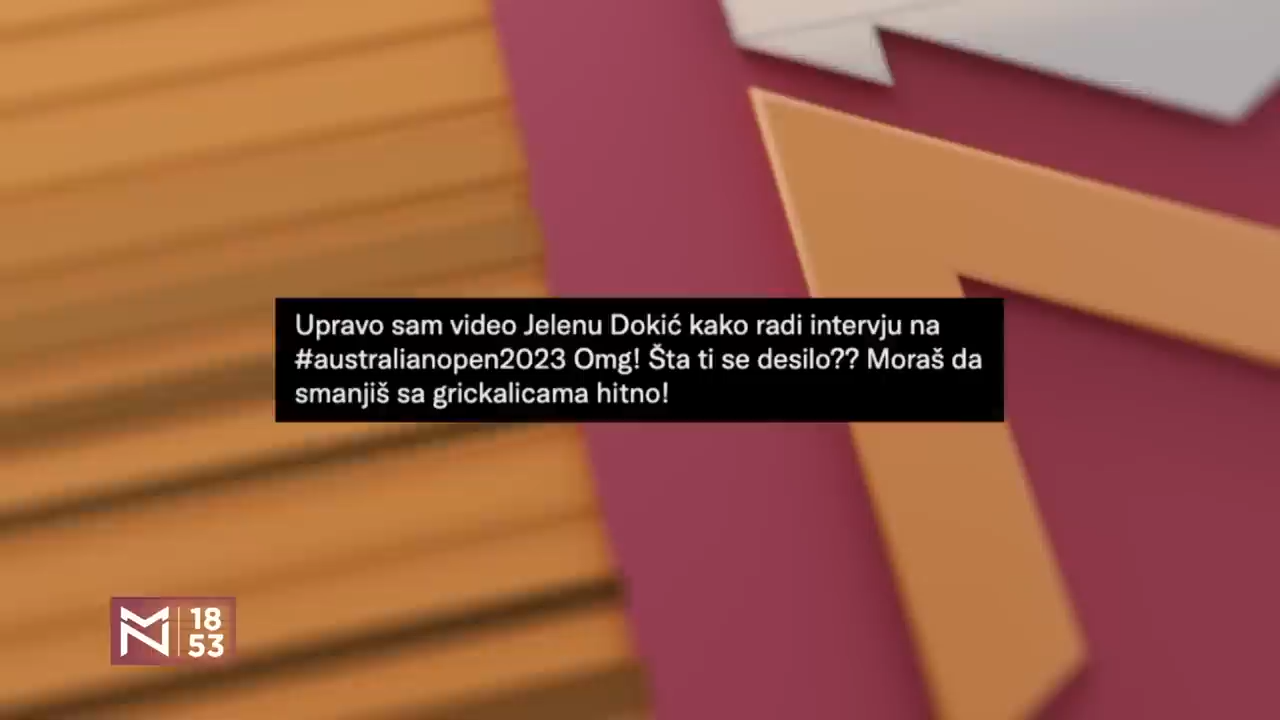 Upravo sam video Jelenu Dokić kako radi intervju na
#australianopen2023 Omg! Šta ti se desilo?? Moraš da
smanjiš sa grickalicama hitno!
18
53